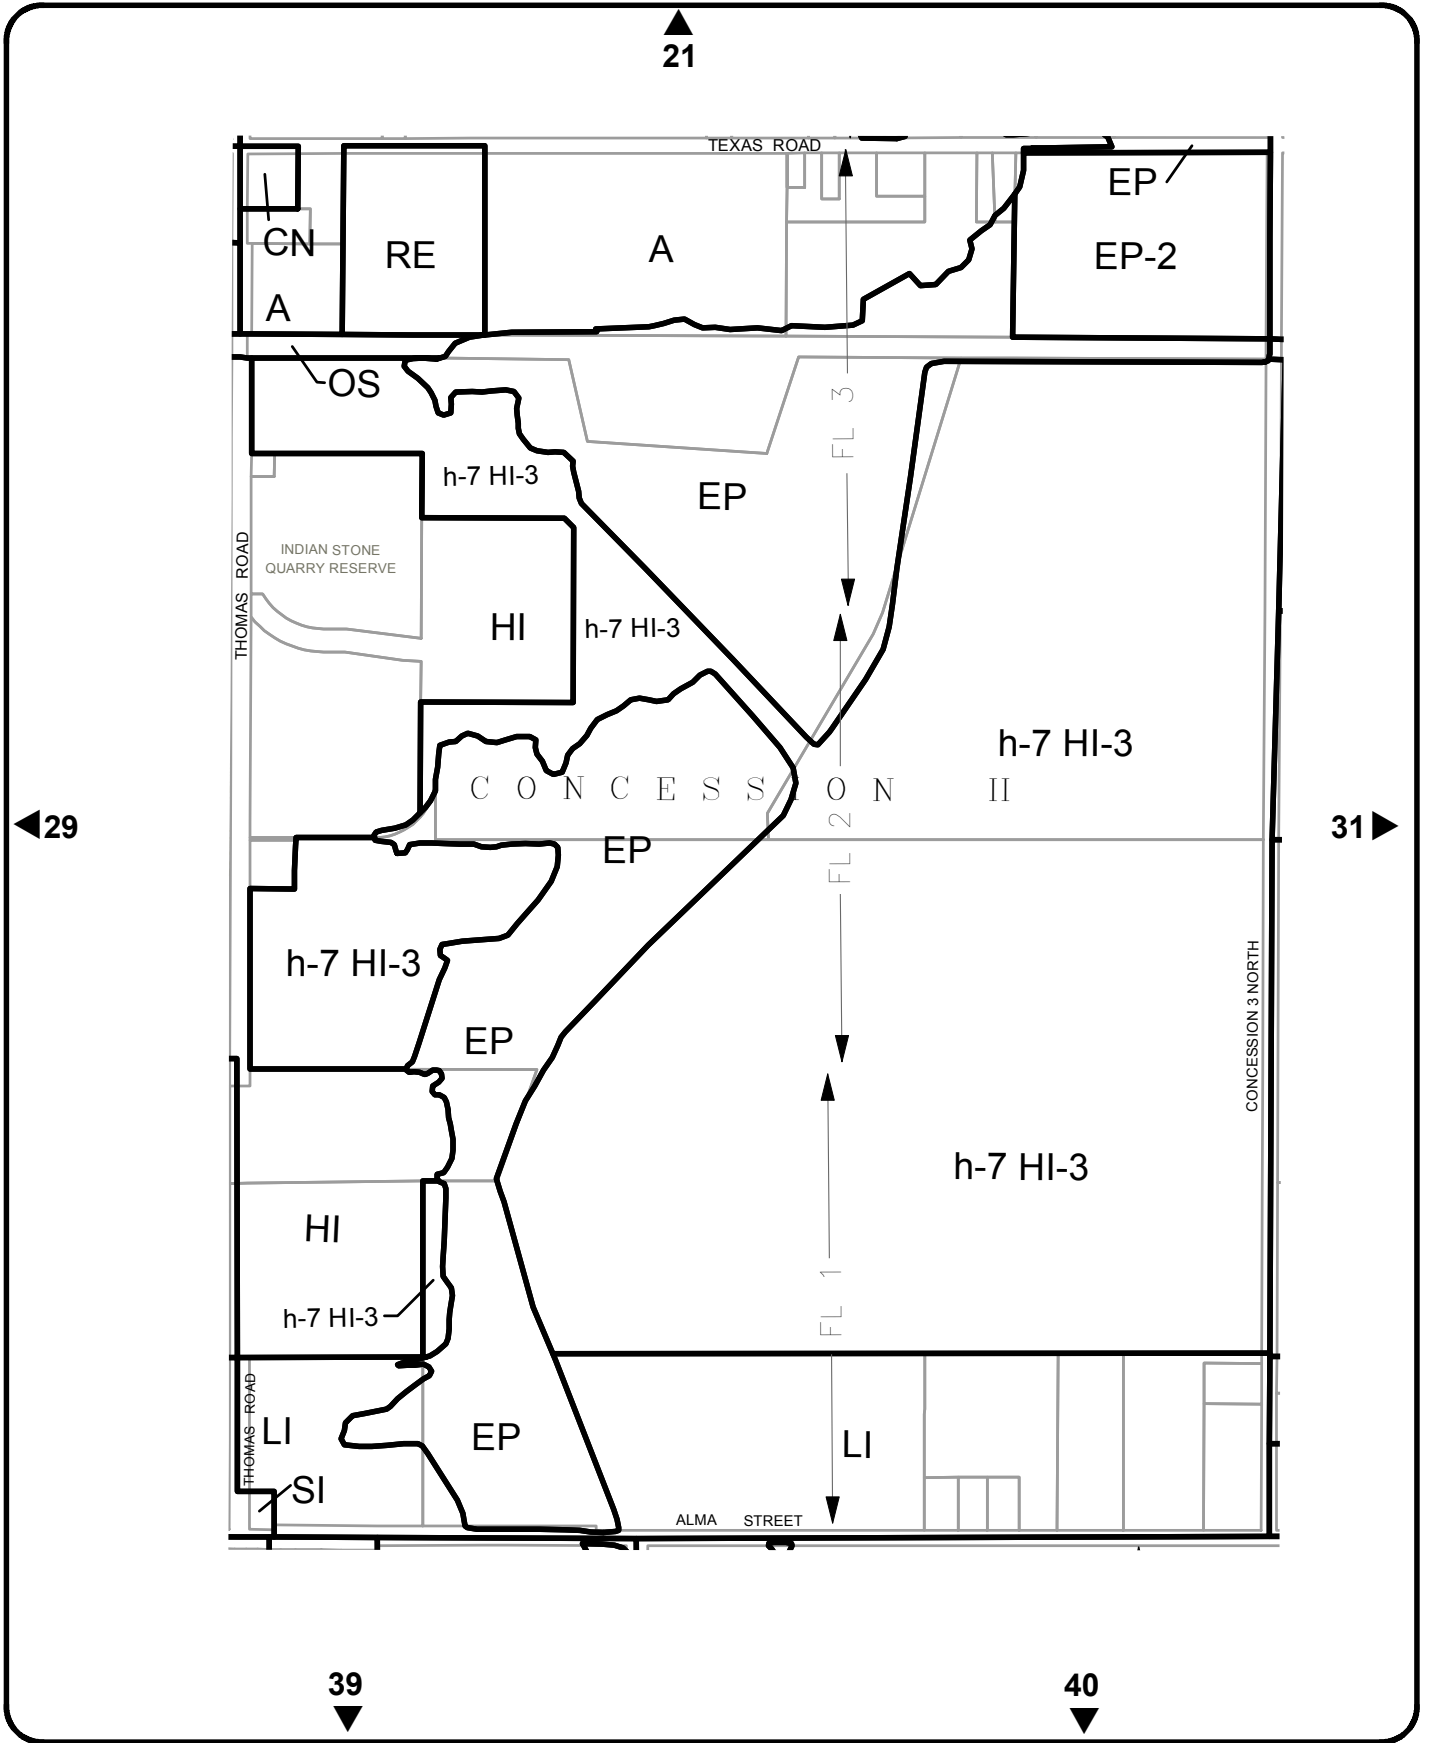 21
TEXAS ROAD
EP
CN
RE
A
EP-2
A
OS
FL 3
h-7 HI-3
EP
THOMAS ROAD
INDIAN STONE
QUARRY RESERVE
HI
h-7 HI-3
h-7 HI-3
CONCESSION II
29
31
FL 2
EP
h-7 HI-3
CONCESSION 3 NORTH
EP
h-7 HI-3
HI
FL 1
h-7 HI-3
THOMAS ROAD
LI
EP
LI
SI
ALMA STREET
39
40